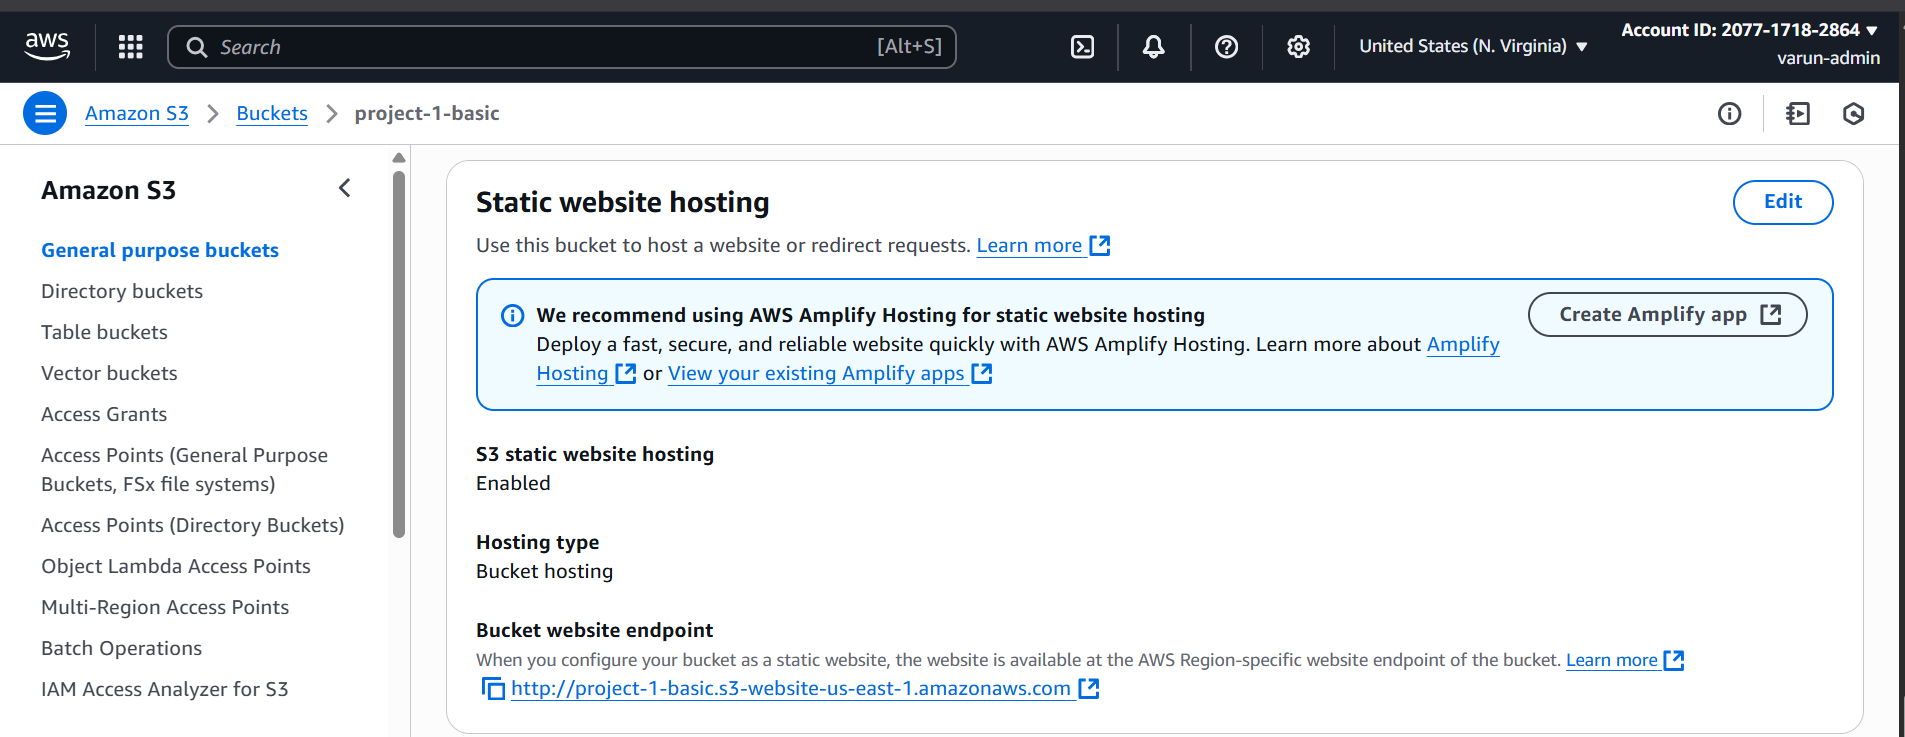 aws
Search
[Alt+S]
United States (N. Virginia)
Account ID: 2077-1718-2864
varun-admin
Amazon S3
Buckets
project-1-basic
Amazon S3
General purpose buckets
Directory buckets
Table buckets
Vector buckets
Access Grants
Access Points (General Purpose
Buckets, FSx file systems)
Access Points (Directory Buckets)
Object Lambda Access Points
Multi-Region Access Points
Batch Operations
IAM Access Analyzer for S3
Static website hosting
Edit
Use this bucket to host a website or redirect requests. Learn more
We recommend using AWS Amplify Hosting for static website hosting
Create Amplify app
Deploy a fast, secure, and reliable website quickly with AWS Amplify Hosting. Learn more about Amplify
Hosting or View your existing Amplify apps
S3 static website hosting
Enabled
Hosting type
Bucket hosting
Bucket website endpoint
When you configure your bucket as a static website, the website is available at the AWS Region-specific website endpoint of the bucket. Learn more
http://project-1-basic.s3-website-us-east-1.amazonaws.com